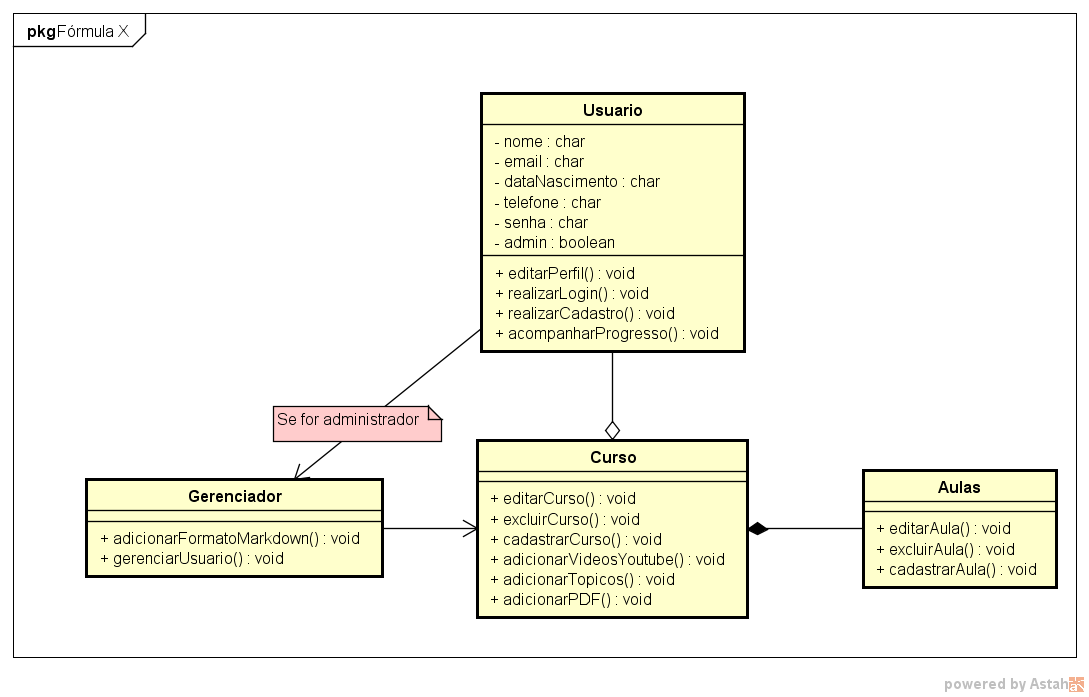 pkg Fórmula X
Usuario
- nome : char
- email : char
- dataNascimento : char
- telefone : char
- senha : char
- admin : boolean
+ editarPerfil() : void
+ realizarLogin() : void
+ realizarCadastro() : void
+ acompanharProgresso() : void
Se for administrador
Gerenciador
+ adicionarFormatoMarkdown() : void
+ gerenciarUsuario() : void
Curso
+ editarCurso() : void
+ excluirCurso() : void
+ cadastrarCurso() : void
+ adicionarVideosYoutube() : void
+ adicionarTopicos() : void
+ adicionarPDF() : void
Aulas
+ editarAula() : void
+ excluirAula() : void
+ cadastrarAula() : void
powered by Astah